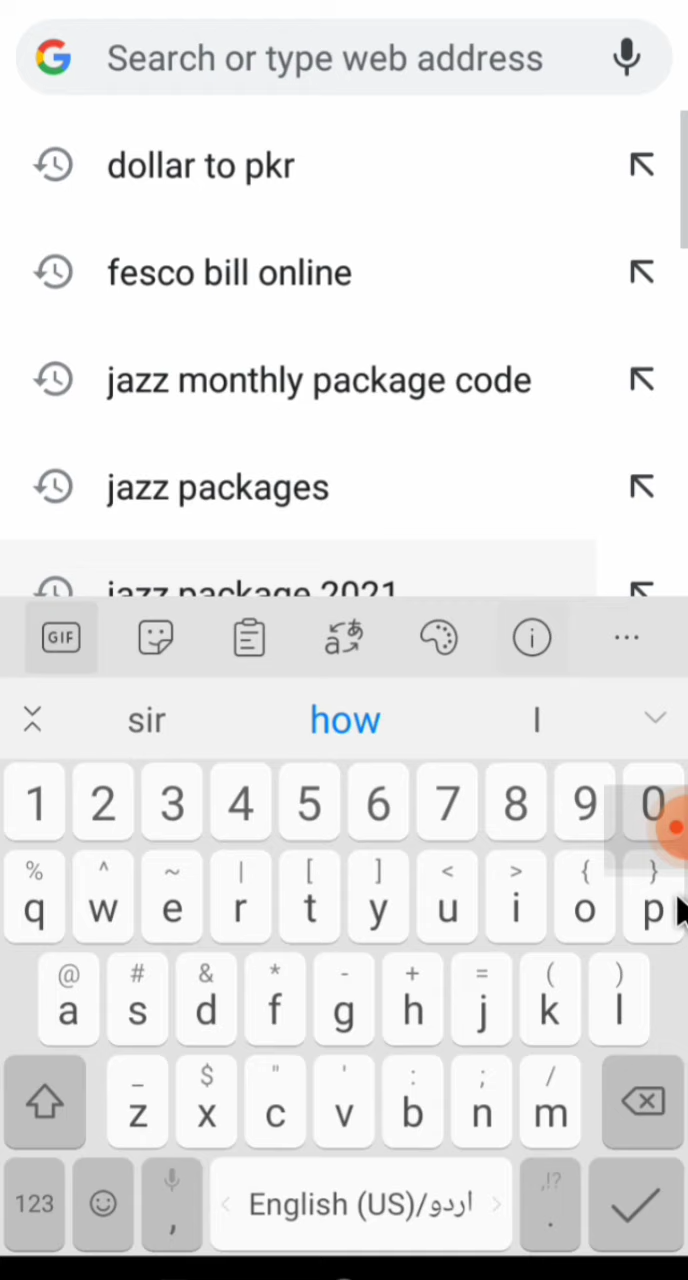 Search or type web address
dollar to pkr
fesco bill online
jazz monthly package code
jazz packages
jazz package 2021
GIF
sir how I
1 2 3 4 5 6 7 8 9 0
% ^ ~ | [ ] < > { }
q w e r t y u i o p
@ # & * - + = ( )
a s d f g h j k l
_ $ " ' : ; /
z x c v b n m
,!?
123 , English (US)/اردو .